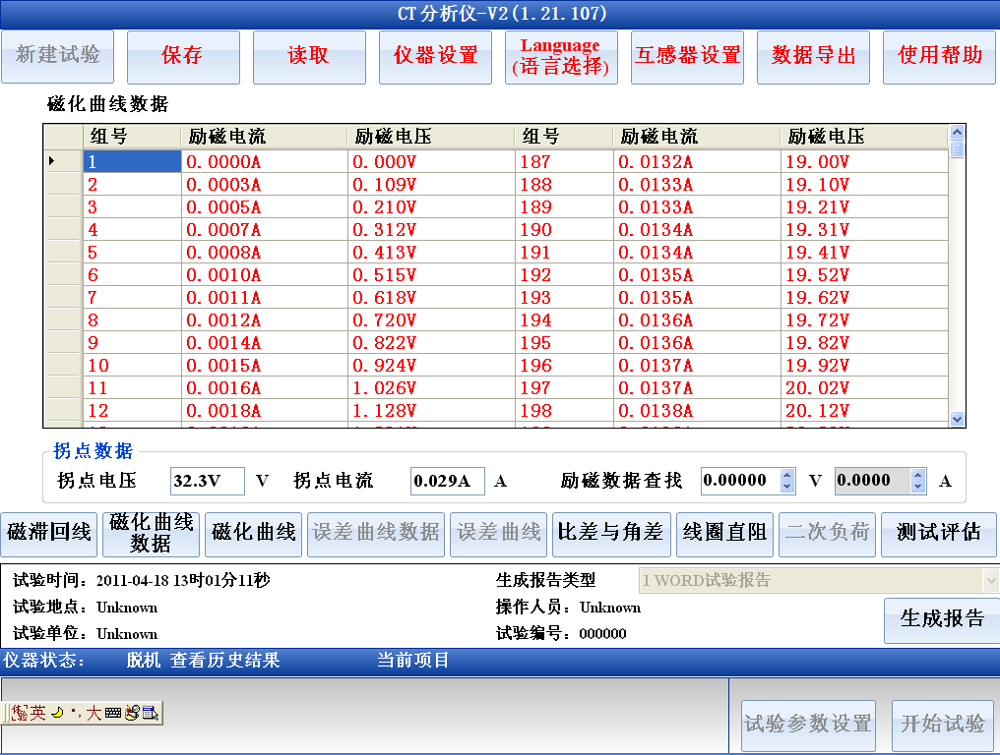 CT分析仪-V2(1.21.107)
新建试验 保存 读取 仪器设置 Language 互感器设置 数据导出 使用帮助
(语言选择)
磁化曲线数据
组号 励磁电流 励磁电压 组号 励磁电流 励磁电压
1 0.0000A 0.000V 187 0.0132A 19.00V
2 0.0003A 0.109V 188 0.0133A 19.10V
3 0.0005A 0.210V 189 0.0133A 19.21V
4 0.0007A 0.312V 190 0.0134A 19.31V
5 0.0008A 0.413V 191 0.0134A 19.41V
6 0.0010A 0.515V 192 0.0135A 19.52V
7 0.0011A 0.618V 193 0.0135A 19.62V
8 0.0012A 0.720V 194 0.0136A 19.72V
9 0.0014A 0.822V 195 0.0136A 19.82V
10 0.0015A 0.924V 196 0.0137A 19.92V
11 0.0016A 1.026V 197 0.0137A 20.02V
12 0.0018A 1.128V 198 0.0138A 20.12V
拐点数据
拐点电压 32.3V V 拐点电流 0.029A A 励磁数据查找 0.00000 V 0.0000 A
磁滞回线 磁化曲线 磁化曲线 误差曲线数据 误差曲线 比差与角差 线圈直阻 二次负荷 测试评估
数据
试验时间: 2011-04-18 13时01分11秒 生成报告类型 1 WORD试验报告
试验地点: Unknown 操作人员: Unknown
试验单位: Unknown 试验编号: 000000 生成报告
仪器状态: 脱机 查看历史结果 当前项目
英 大
试验参数设置 开始试验